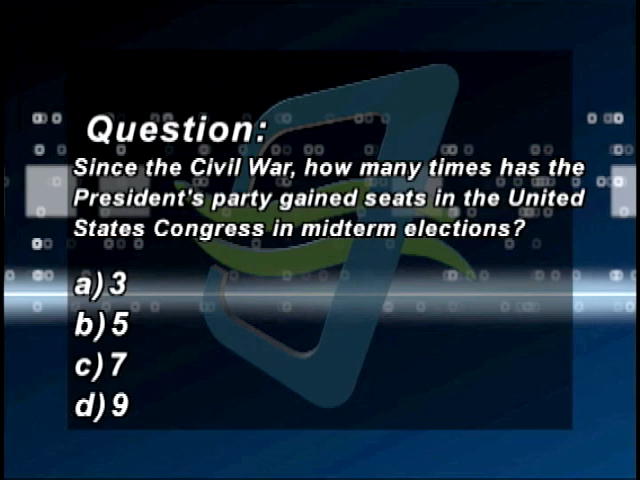 Question:
Since the Civil War, how many times has the
President's party gained seats in the United
States Congress in midterm elections?
a) 3
b) 5
c) 7
d) 9